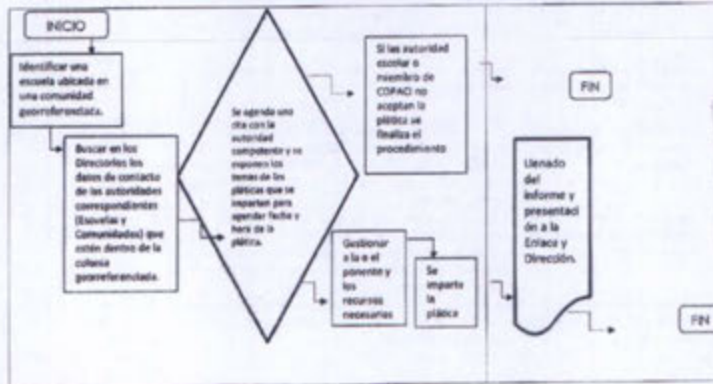 INICIO
Identificar una
escuela ubicada en
una comunidad
georreferenciada.
Buscar en los
Directorios los
datos de contacto
de las autoridades
correspondientes
(Escuelas y
Comunidades) que
estén dentro de la
colonia
georreferenciada.
Se agenda una
cita con la
autoridad
competente y se
exponen los
temas de las
pláticas que se
imparten para
agendar fecha y
hora de la
plática.
Si las autoridad
escolar o
miembro de
COPACI no
aceptan la
plática se
finaliza el
procedimiento
FIN
Gestionar
a la o el
ponente y
los
recursos
necesarios
Se
imparte
la
plática
Llenado
del
informe y
presentaci
ón a la
Enlace y
Dirección.
FIN